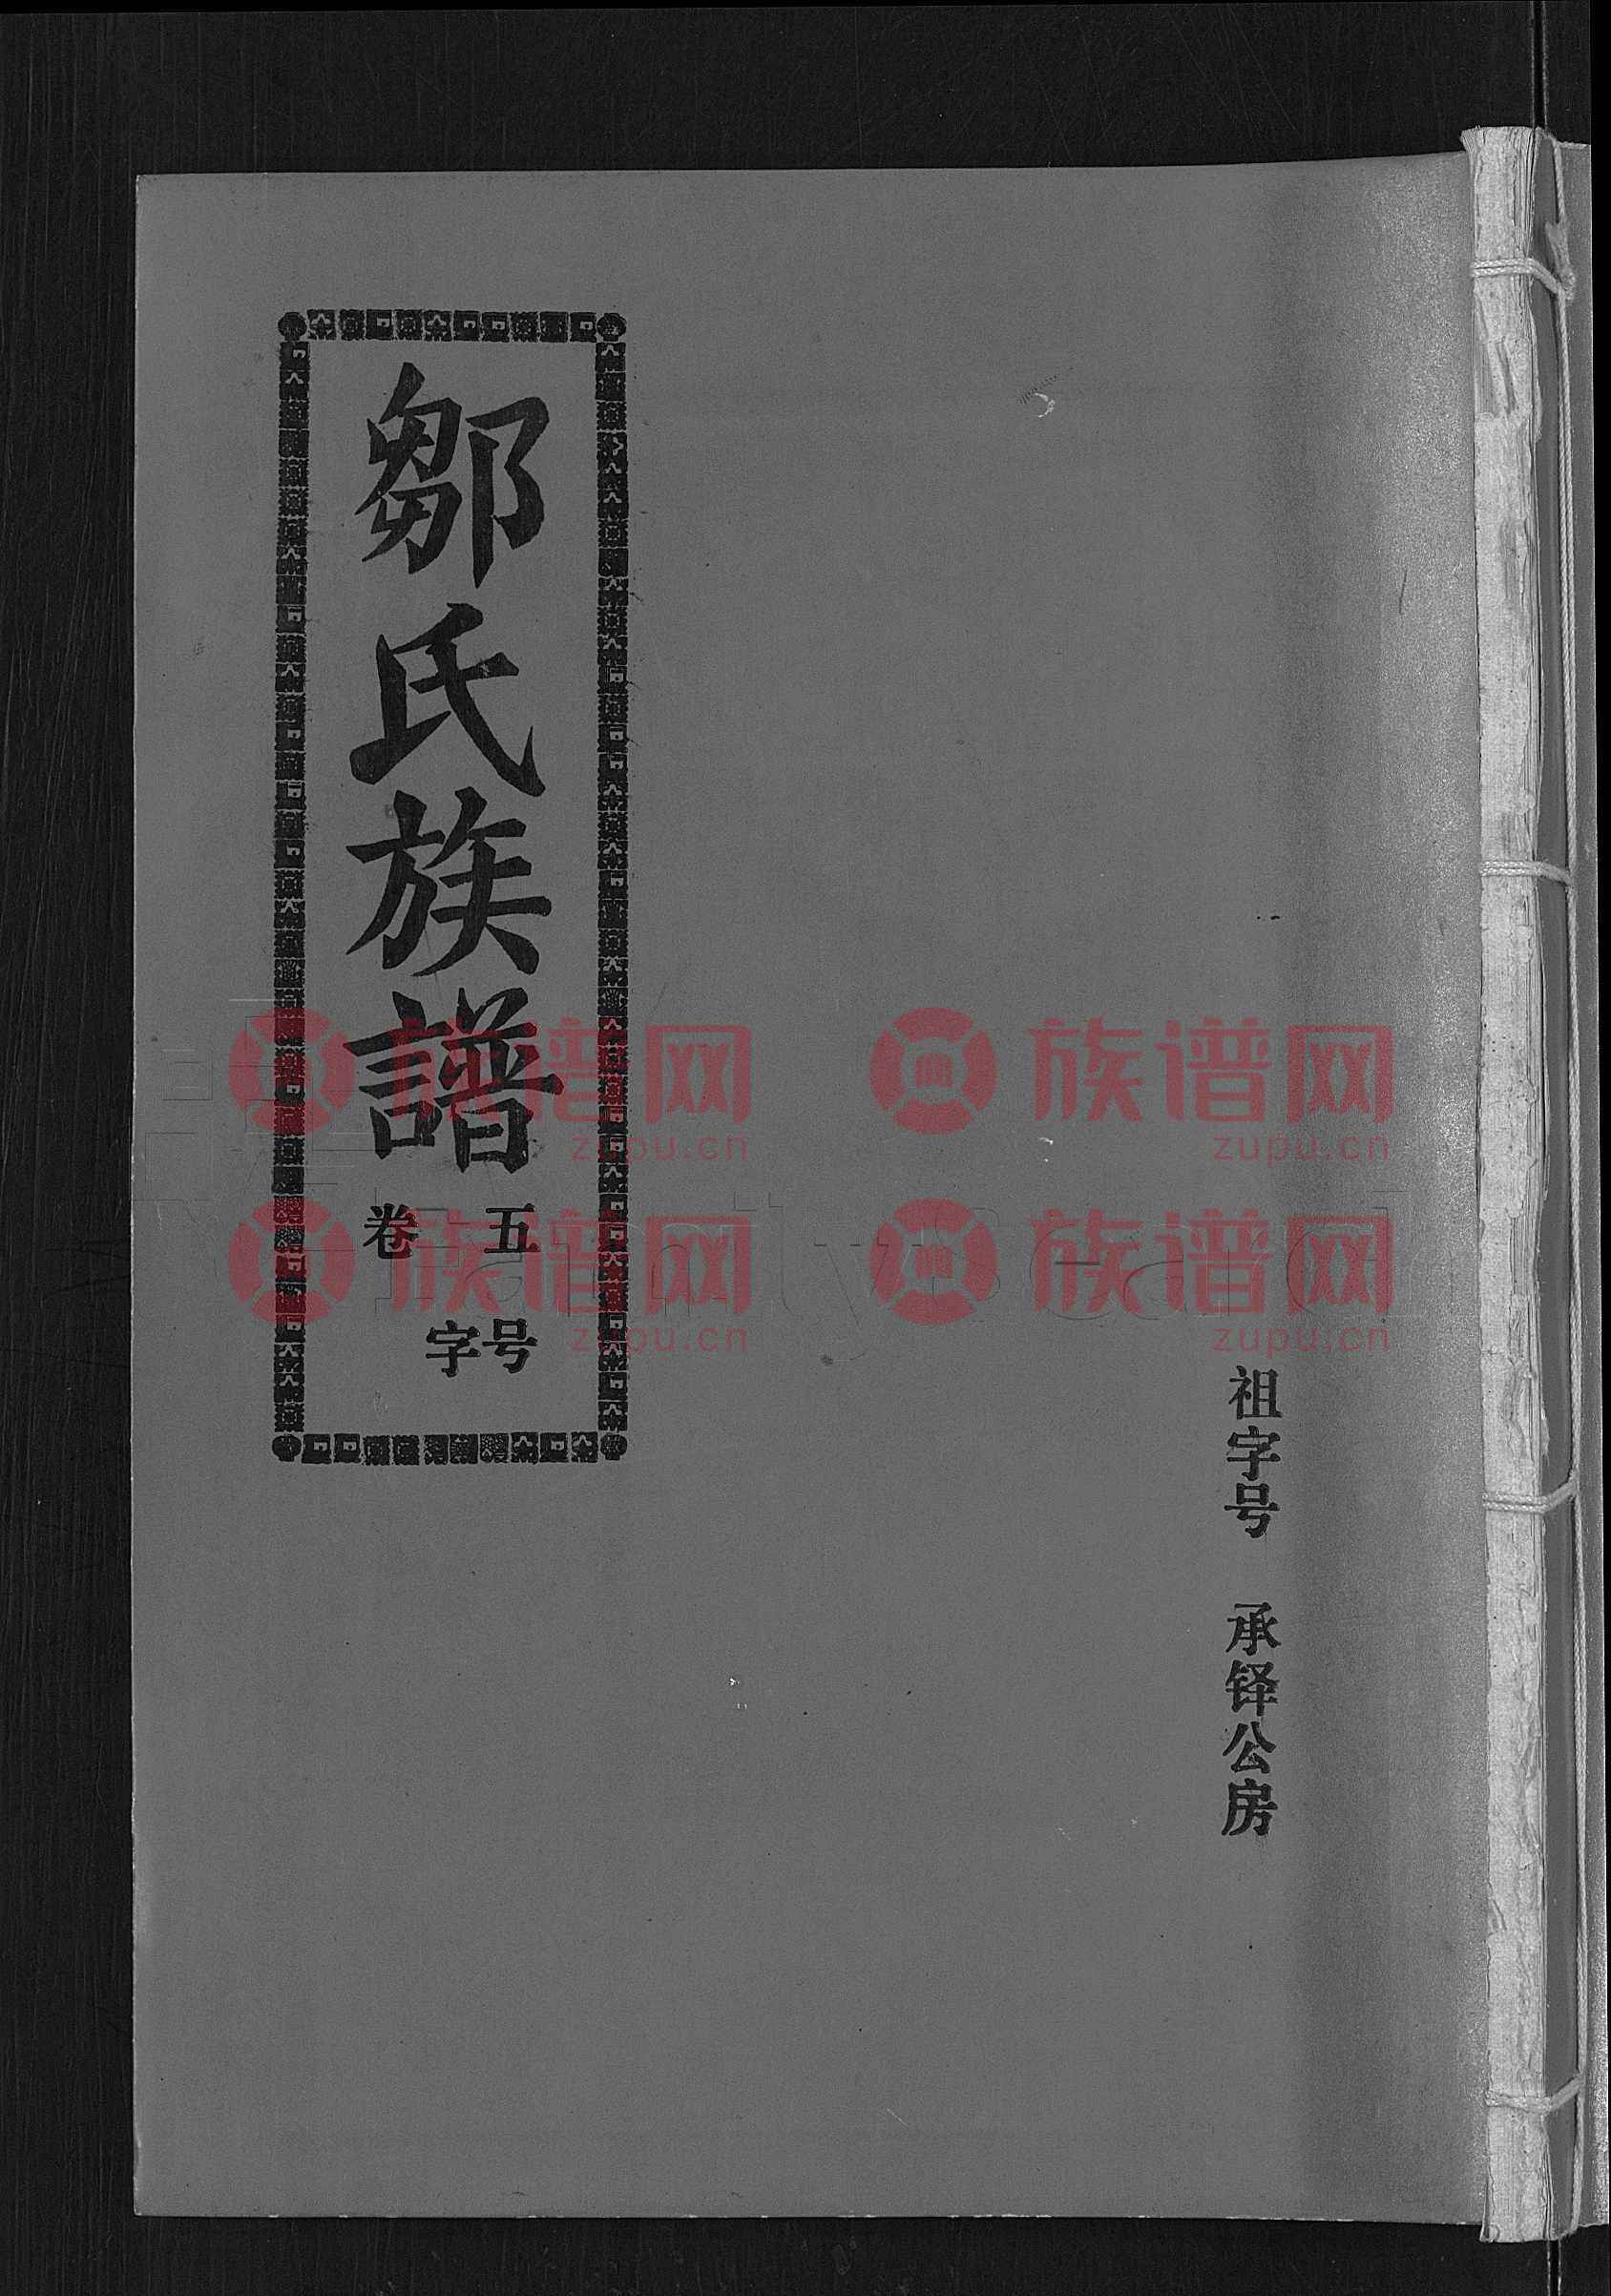 祖字号 承铎公房
鄒氏族譜
卷五
字号
族谱网
zupu.cn
族谱网
zupu.cn
族谱网
zupu.cn
族谱网
zupu.cn
FamilySearch